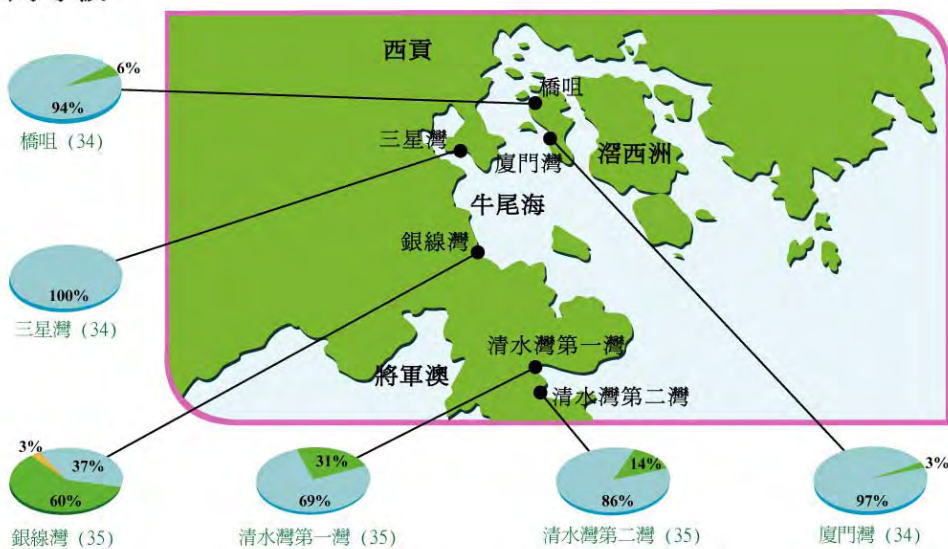 西貢
6%
94%
橋咀 (34)
橋咀
三星灣
廈門灣
滘西洲
牛尾海
銀線灣
100%
三星灣 (34)
清水灣第一灣
將軍澳
清水灣第二灣
3%
37%
60%
銀線灣 (35)
31%
69%
清水灣第一灣 (35)
14%
86%
清水灣第二灣 (35)
3%
97%
廈門灣 (34)